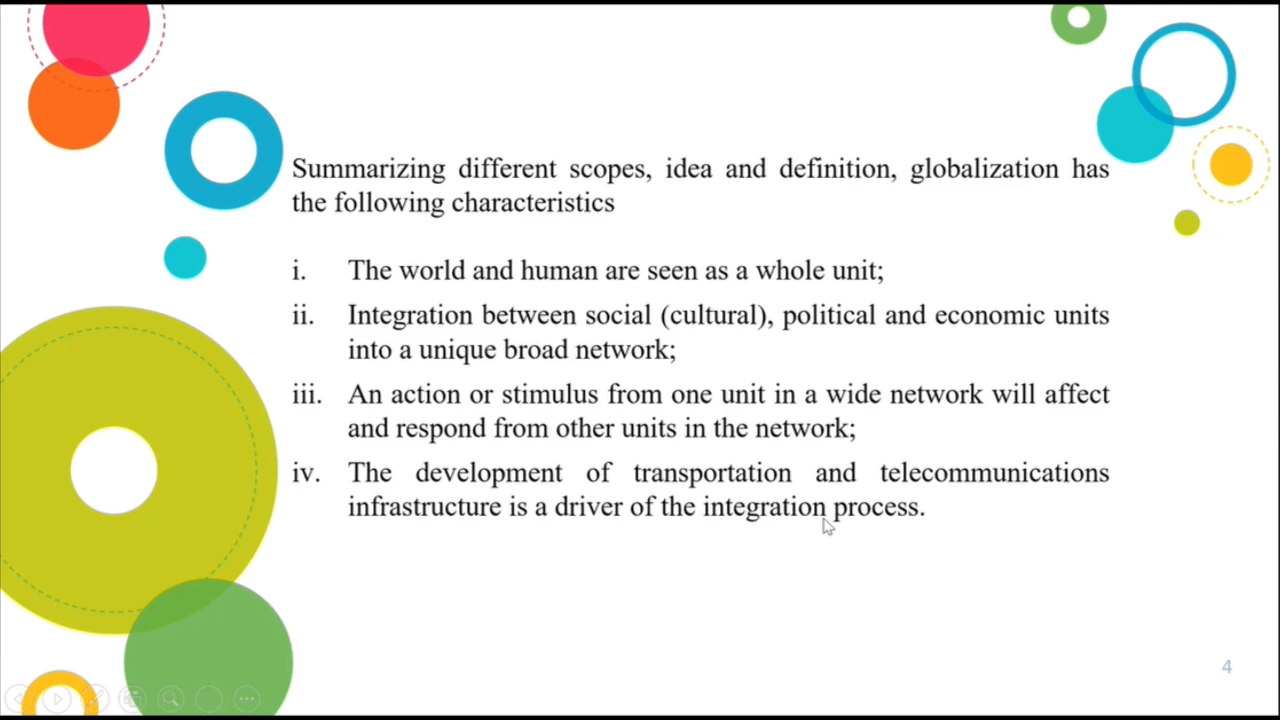 Summarizing different scopes, idea and definition, globalization has
the following characteristics
i. The world and human are seen as a whole unit;
ii. Integration between social (cultural), political and economic units
into a unique broad network;
iii. An action or stimulus from one unit in a wide network will affect
and respond from other units in the network;
iv. The development of transportation and telecommunications
infrastructure is a driver of the integration process.
4